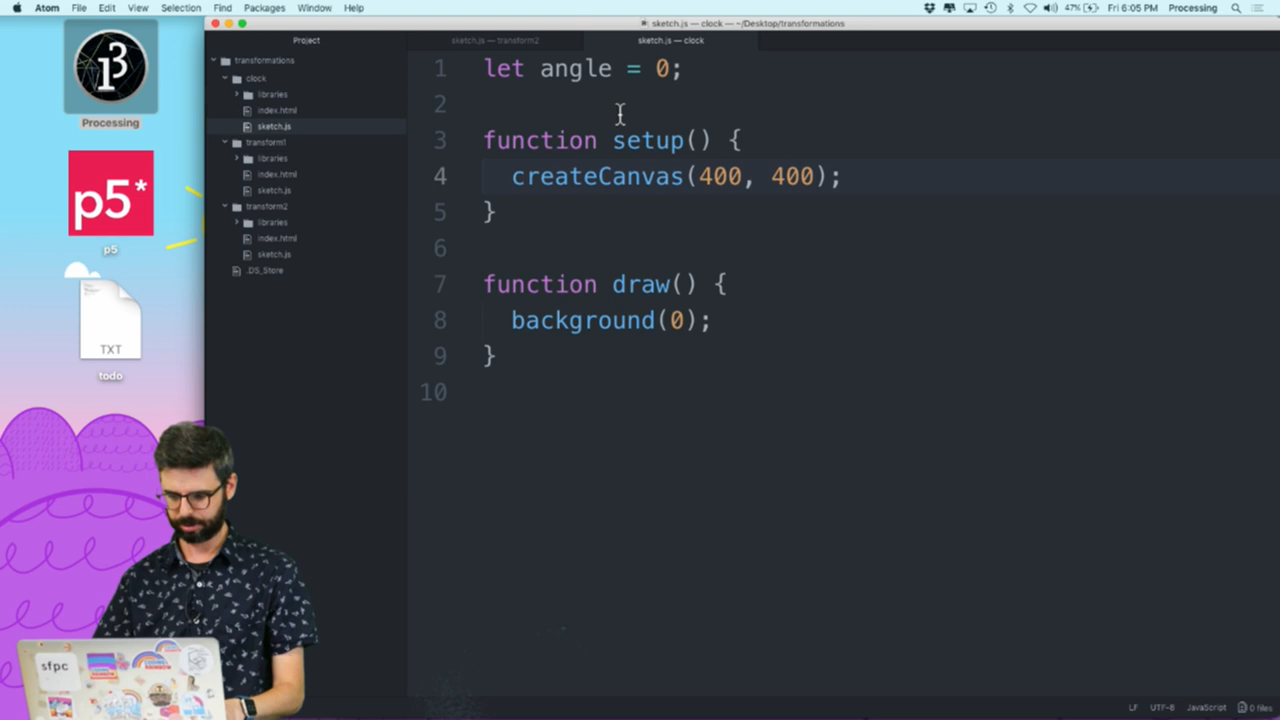 Atom File Edit View Selection Find Packages Window Help 47% Fri 6:05 PM Processing
sketch.js — clock — ~/Desktop/transformations
Project
sketch.js — transform2
sketch.js — clock
transformations
clock
libraries
index.html
sketch.js
transform1
libraries
index.html
sketch.js
transform2
libraries
index.html
sketch.js
.DS_Store
Processing
p5*
p5
TXT
todo
1 let angle = 0;
2
3 function setup() {
4 createCanvas(400, 400);
5 }
6
7 function draw() {
8 background(0);
9 }
10
sfpc
LF UTF-8 JavaScript 0 files